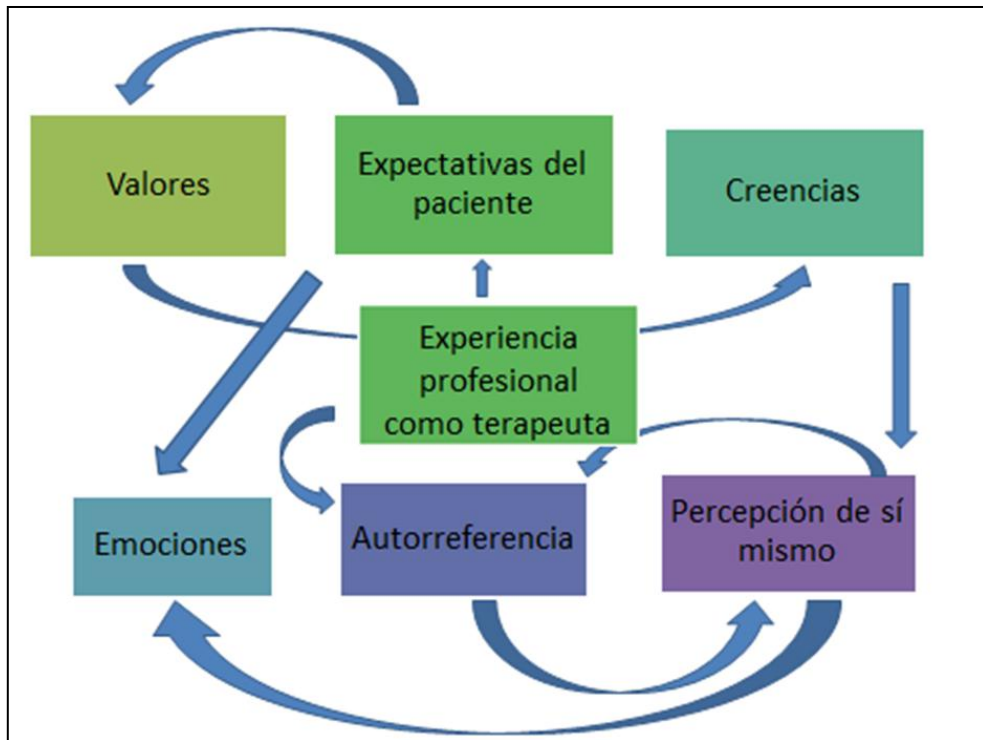 Valores
Expectativas del
paciente
Creencias
Experiencia
profesional
como terapeuta
Emociones
Autorreferencia
Percepción de sí
mismo